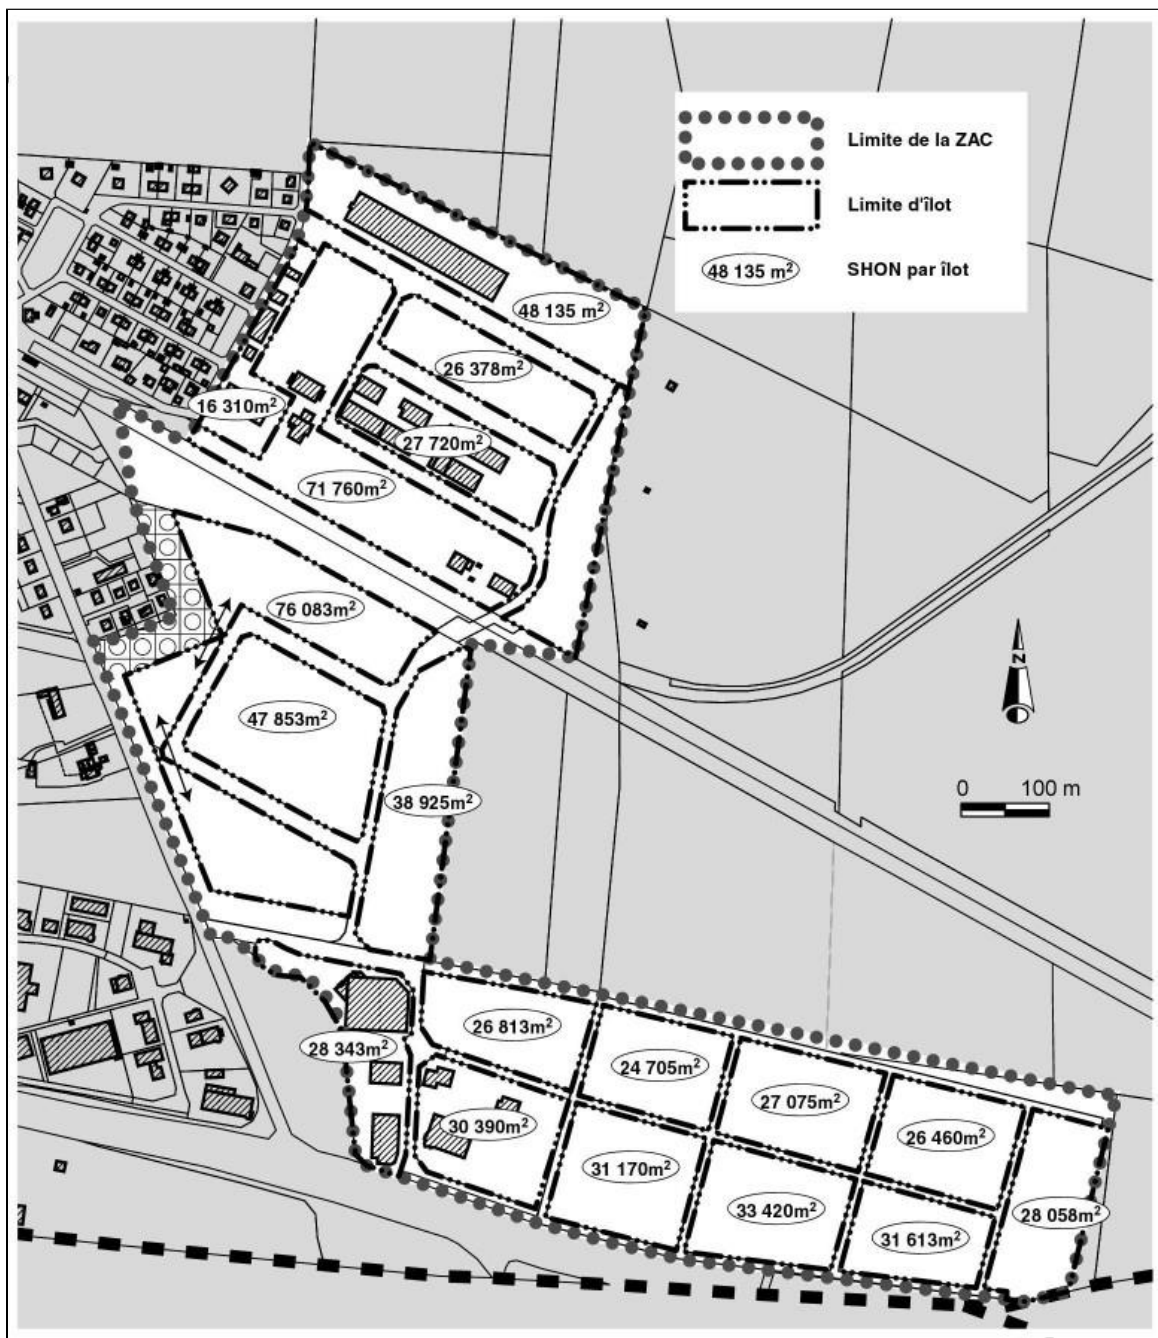 Limite de la ZAC
Limite d'îlot
48 135 m²
SHON par îlot
48 135 m²
26 378m²
16 310m²
27 720m²
71 760m²
76 083m²
47 853m²
38 925m²
N
0 100 m
26 813m²
28 343m²
24 705m²
27 075m²
30 390m²
26 460m²
31 170m²
33 420m²
28 058m²
31 613m²